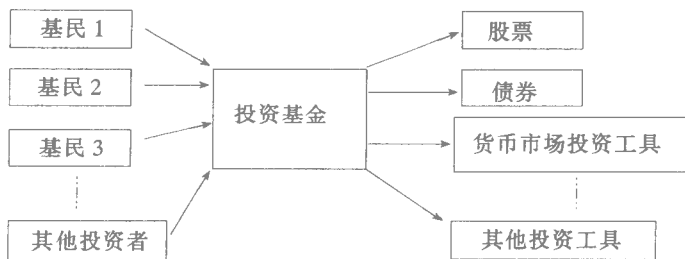 基民 1
基民 2
基民 3
其他投资者
投资基金
股票
债券
货币市场投资工具
其他投资工具